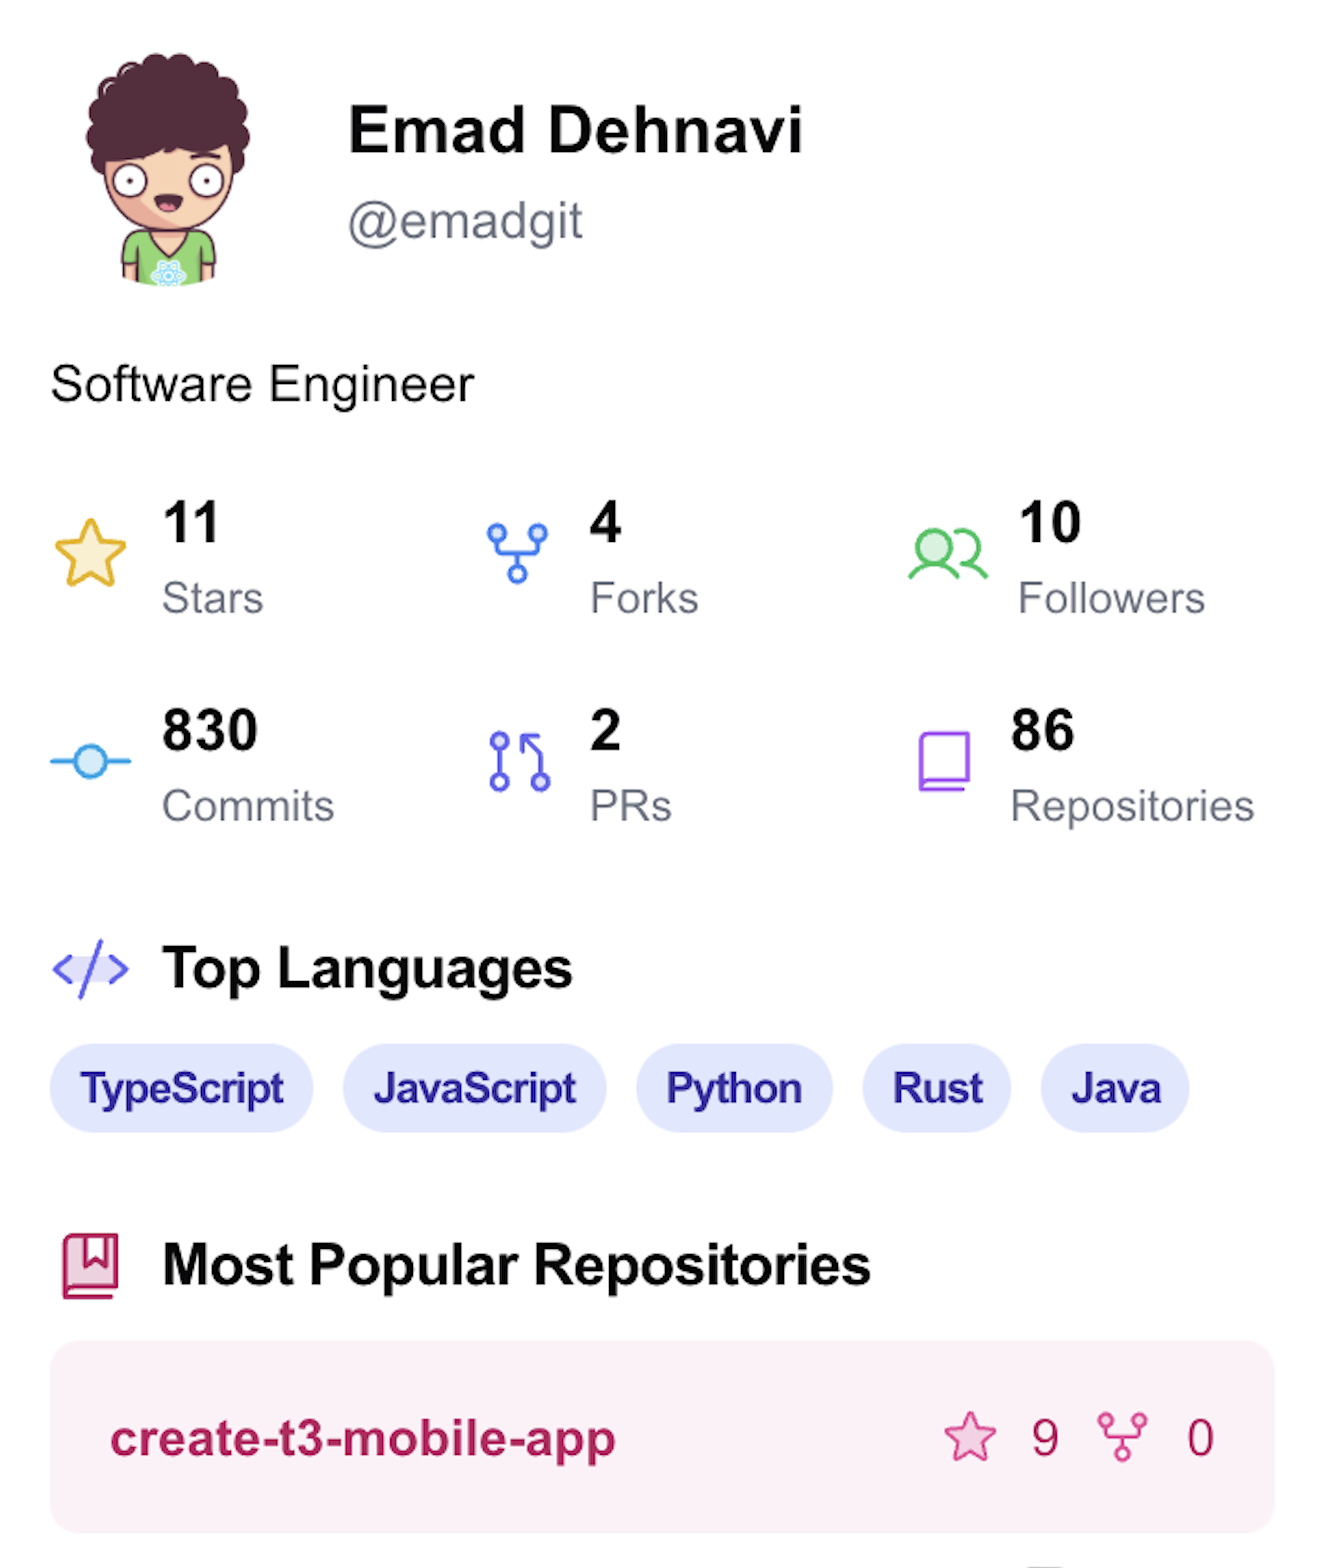 Emad Dehnavi
@emadgit
Software Engineer
11 4 10
Stars Forks Followers
830 2 86
Commits PRs Repositories
Top Languages
TypeScript JavaScript Python Rust Java
Most Popular Repositories
create-t3-mobile-app 9 0